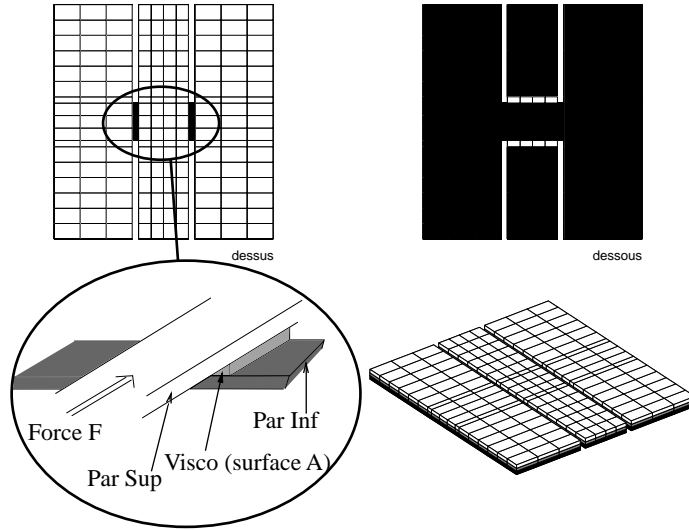 dessus
dessous
Force F
Par Sup
Visco (surface A)
Par Inf